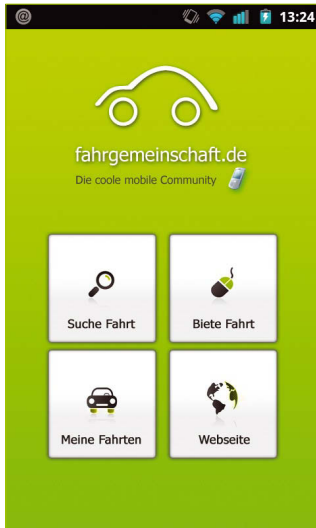 @
13:24
fahrgemeinschaft.de
Die coole mobile Community
Suche Fahrt
Biete Fahrt
Meine Fahrten
Webseite